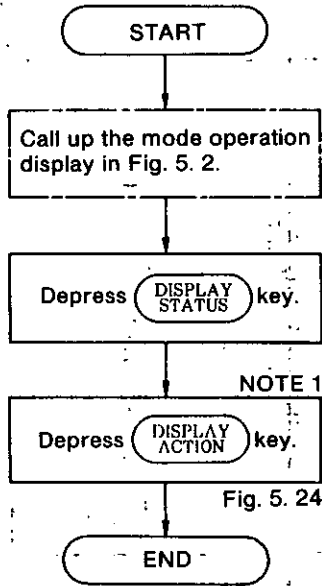 START
Call up the mode operation
display in Fig. 5. 2.
Depress DISPLAY STATUS key.
NOTE 1
Depress DISPLAY ACTION key.
Fig. 5. 24
END